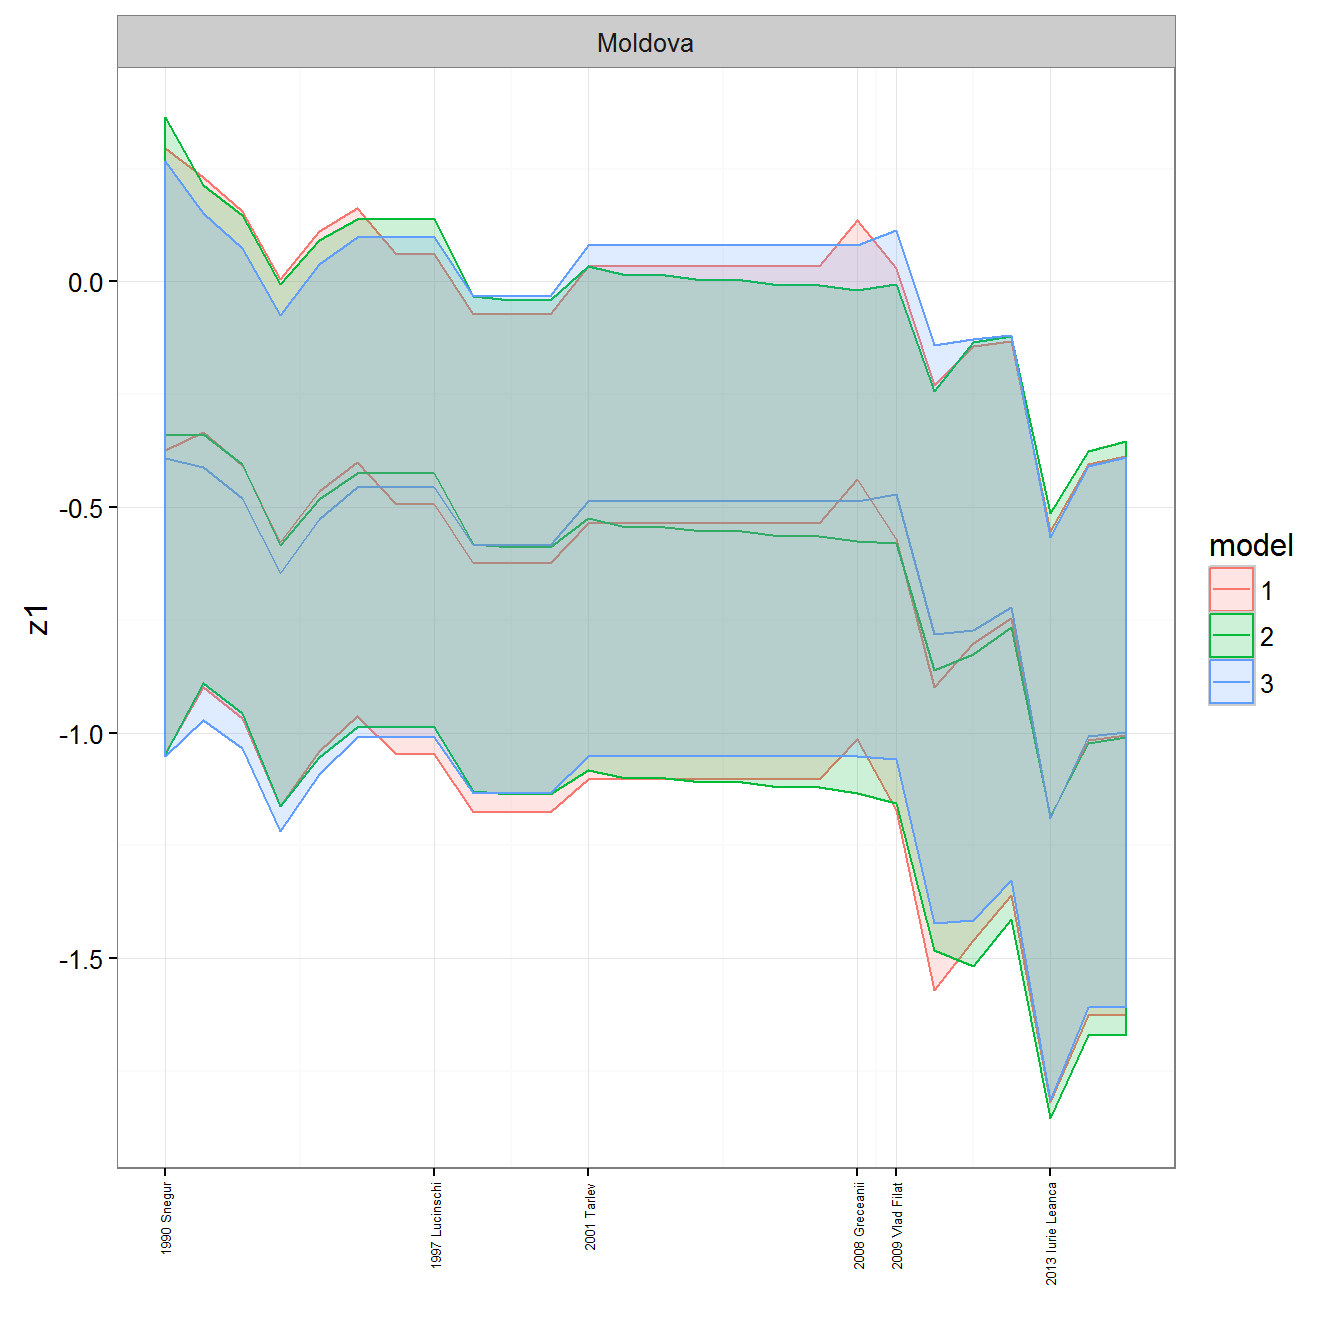 Moldova
z1
0.0
-0.5
-1.0
-1.5
1990 Snegur
1997 Lucinschi
2001 Tarlev
2008 Greceanii
2009 Vlad Filat
2013 Iurie Leanca
model
1
2
3